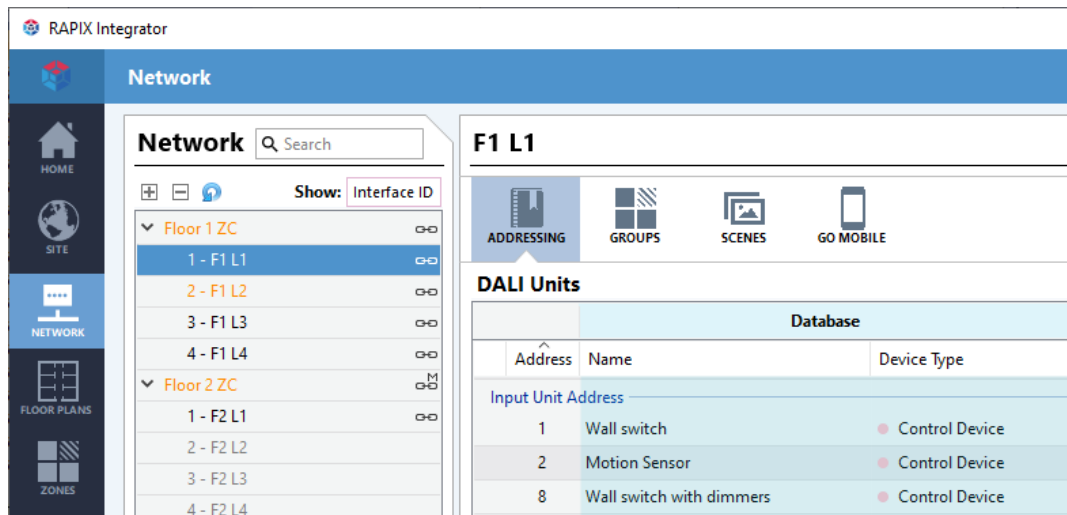 RAPIX Integrator
Network
HOME
SITE
NETWORK
FLOOR PLANS
ZONES
Network
Search
Show: Interface ID
Floor 1 ZC
1 - F1 L1
2 - F1 L2
3 - F1 L3
4 - F1 L4
Floor 2 ZC
M
1 - F2 L1
2 - F2 L2
3 - F2 L3
4 - F2 L4
F1 L1
ADDRESSING GROUPS SCENES GO MOBILE
DALI Units
Database
Address Name Device Type
Input Unit Address
1 Wall switch Control Device
2 Motion Sensor Control Device
8 Wall switch with dimmers Control Device